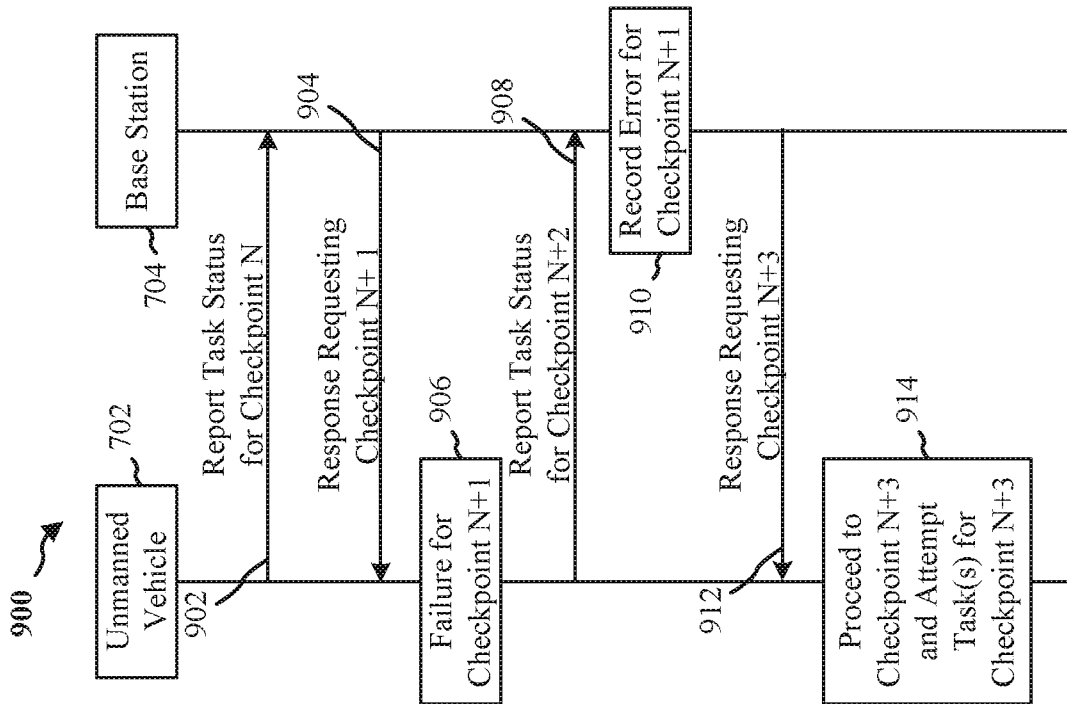 900
Unmanned
Vehicle
702
Base Station
704
902
Report Task Status
for Checkpoint N
904
Response Requesting
Checkpoint N+ 1
Failure for
Checkpoint N+1
906
Report Task Status
for Checkpoint N+2
908
Record Error for
Checkpoint N+1
910
Response Requesting
Checkpoint N+3
912
Proceed to
Checkpoint N+3
and Attempt
Task(s) for
Checkpoint N+3
914